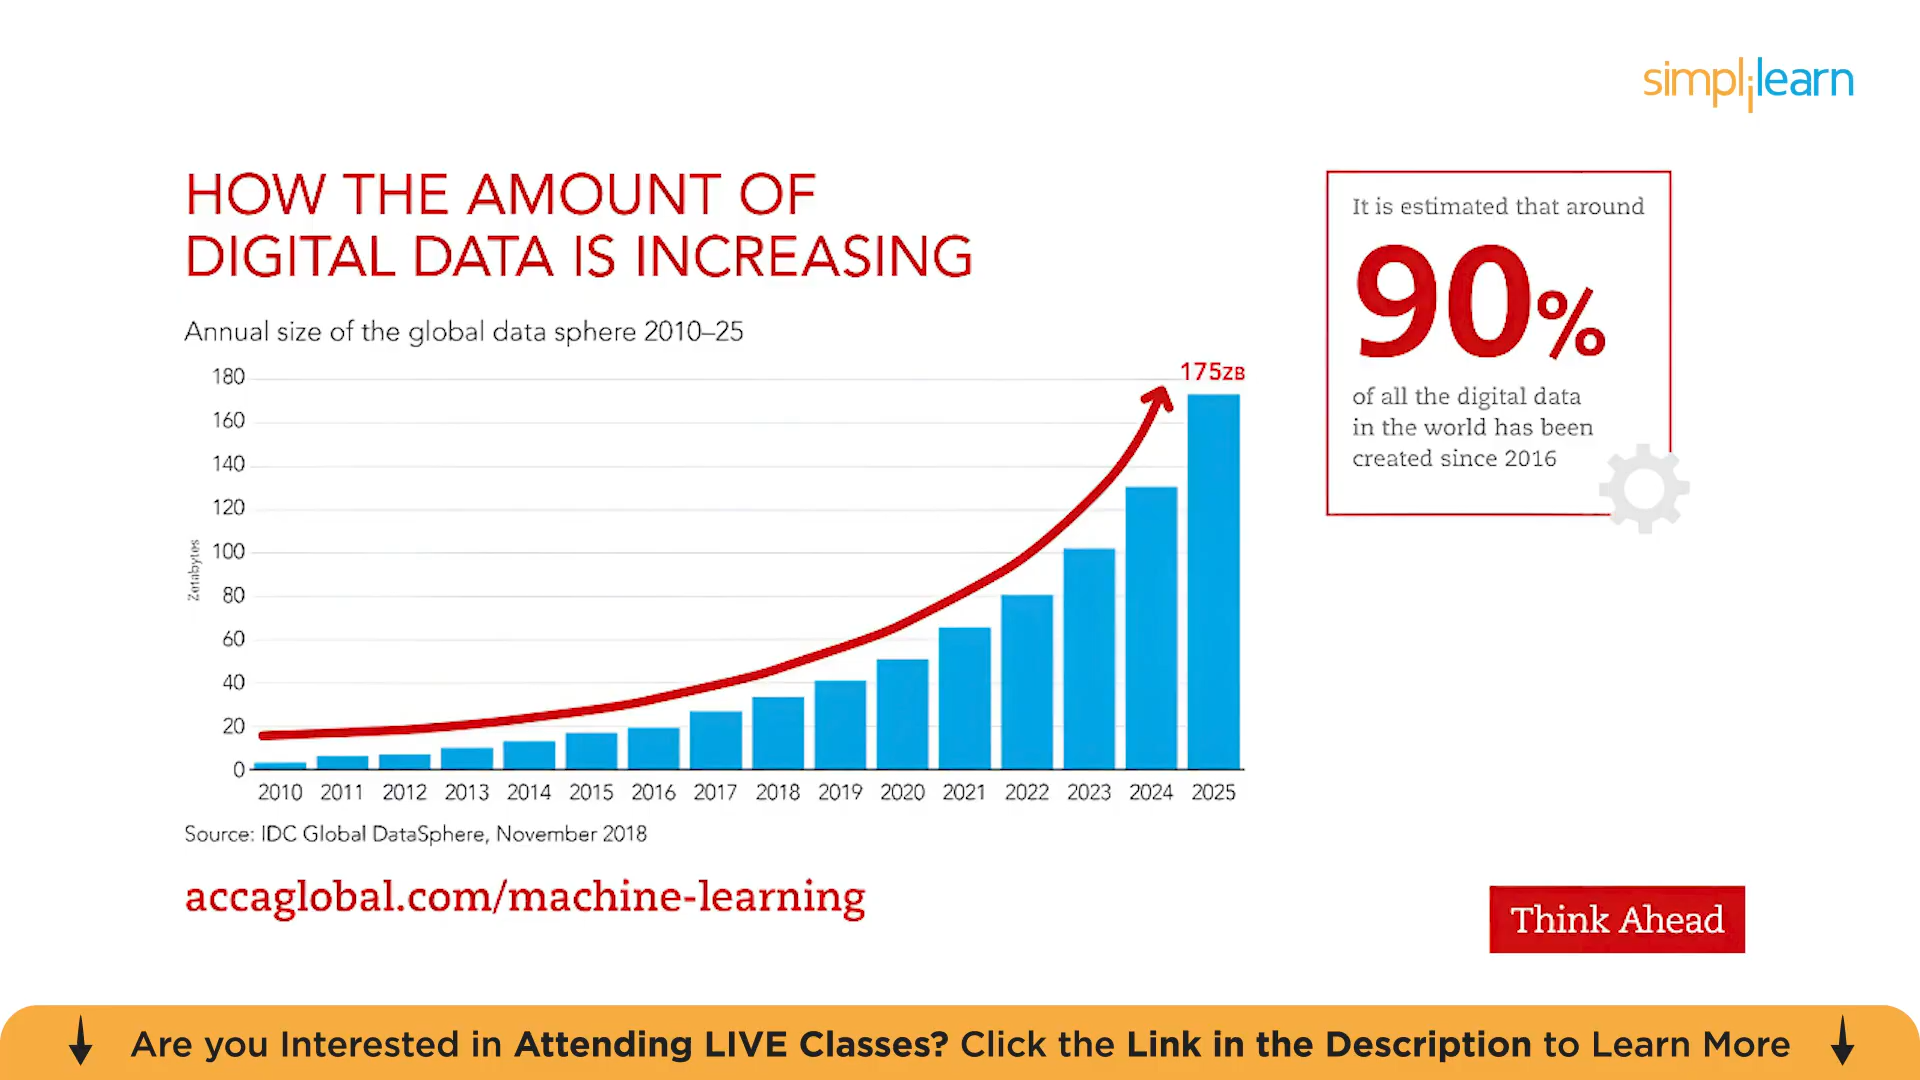 simplilearn
HOW THE AMOUNT OF
DIGITAL DATA IS INCREASING
Annual size of the global data sphere 2010–25
It is estimated that around
90%
of all the digital data
in the world has been
created since 2016
175ZB
180
160
140
120
100
80
60
40
20
0
Zetabytes
2010 2011 2012 2013 2014 2015 2016 2017 2018 2019 2020 2021 2022 2023 2024 2025
Source: IDC Global DataSphere, November 2018
accaglobal.com/machine-learning
Think Ahead
Are you Interested in Attending LIVE Classes? Click the Link in the Description to Learn More